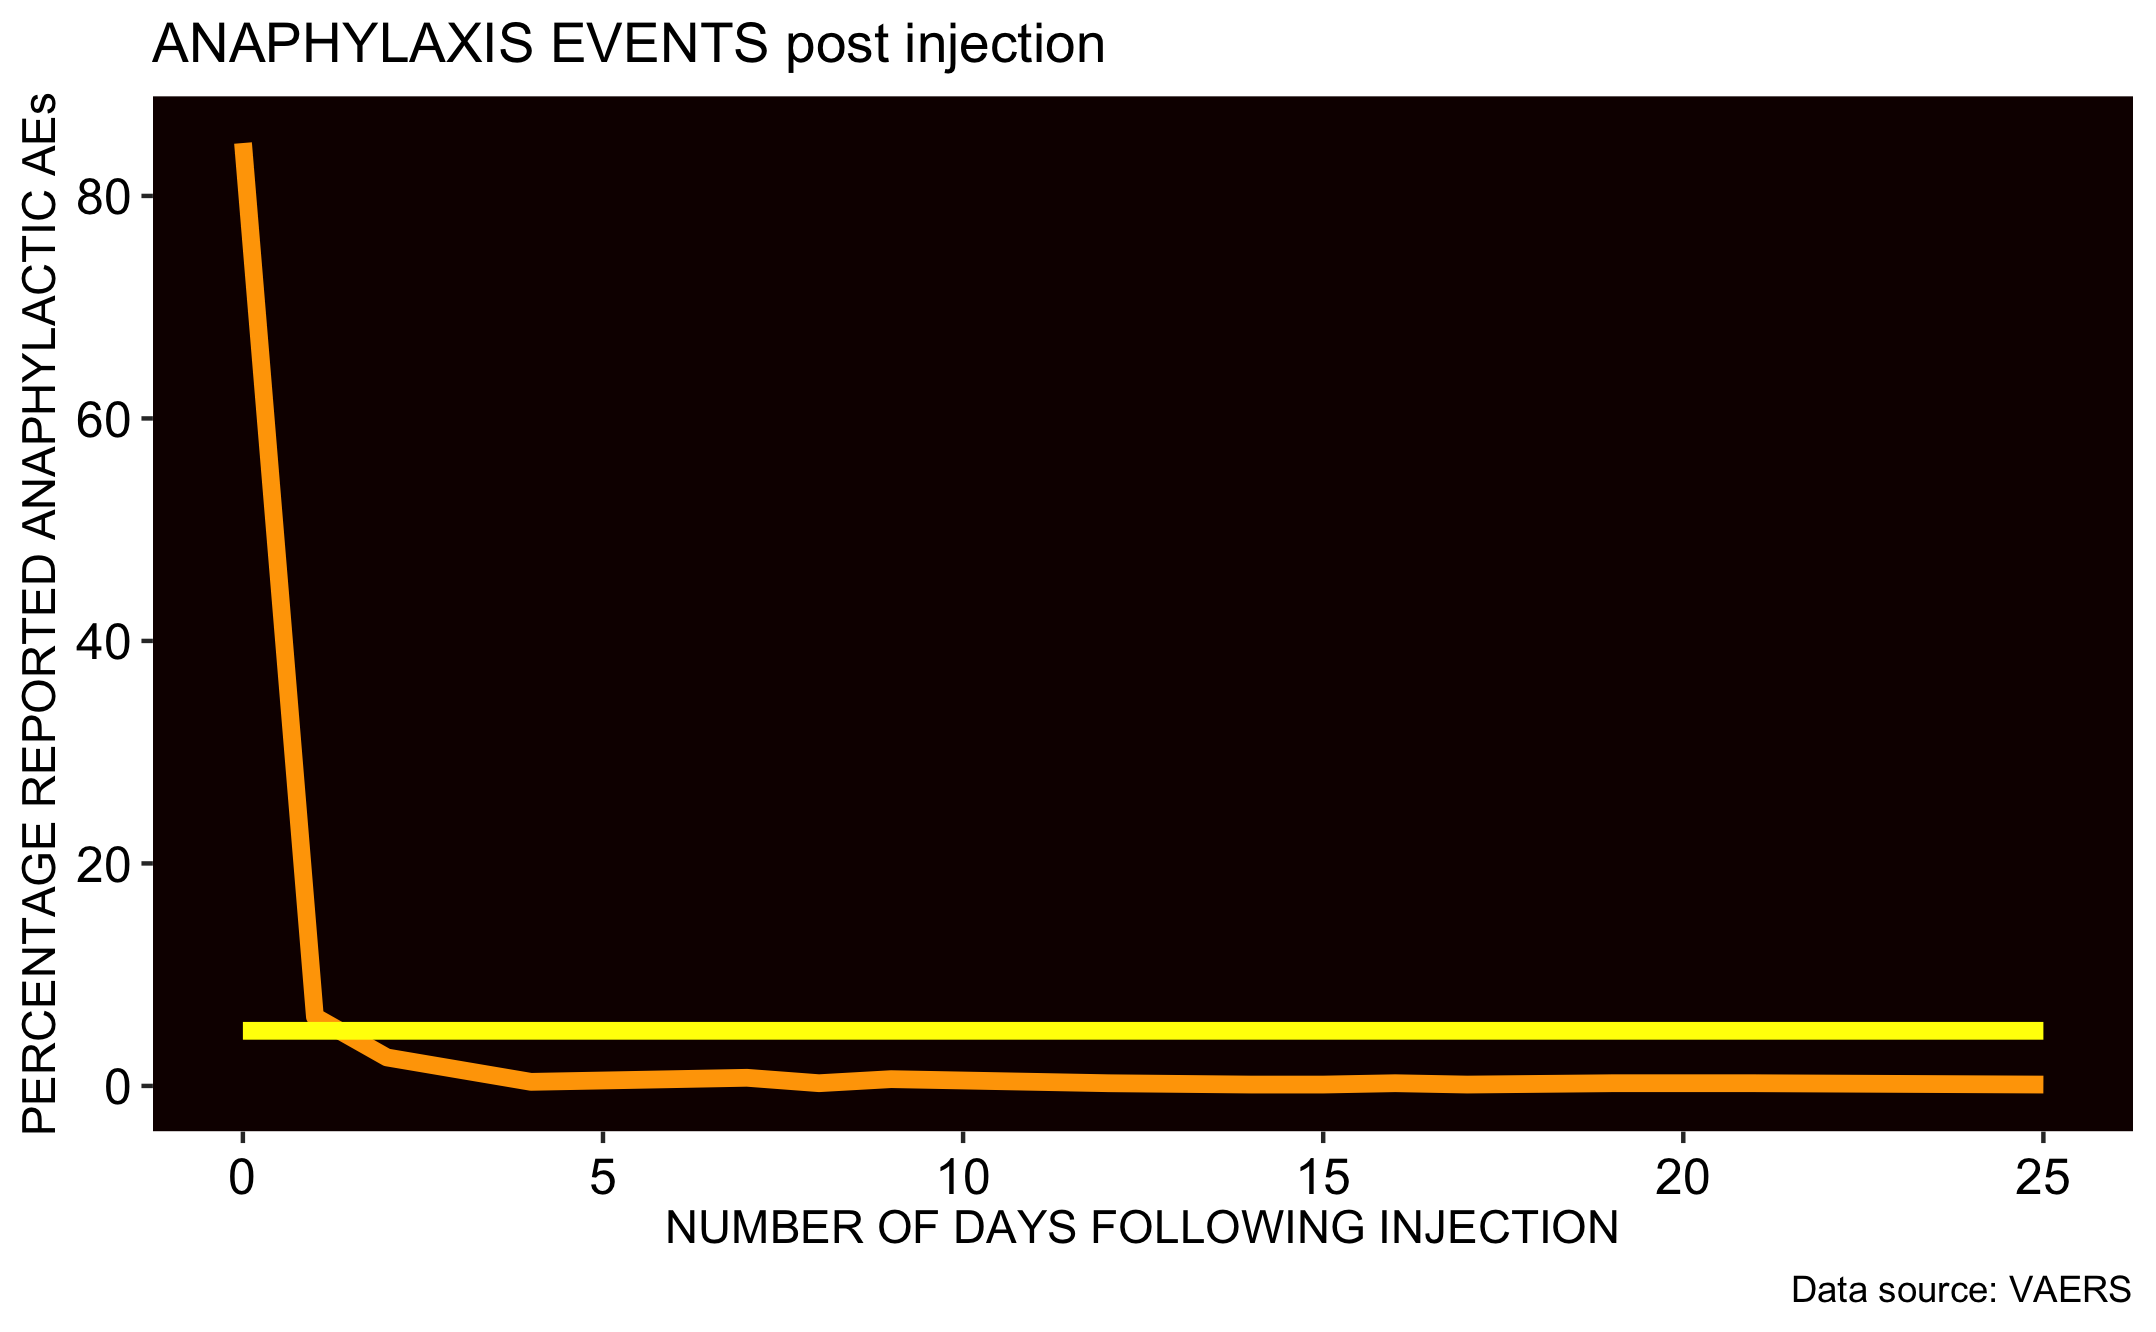 ANAPHYLAXIS EVENTS post injection
PERCENTAGE REPORTED ANAPHYLACTIC AEs
80
60
40
20
0
0 5 10 15 20 25
NUMBER OF DAYS FOLLOWING INJECTION
Data source: VAERS